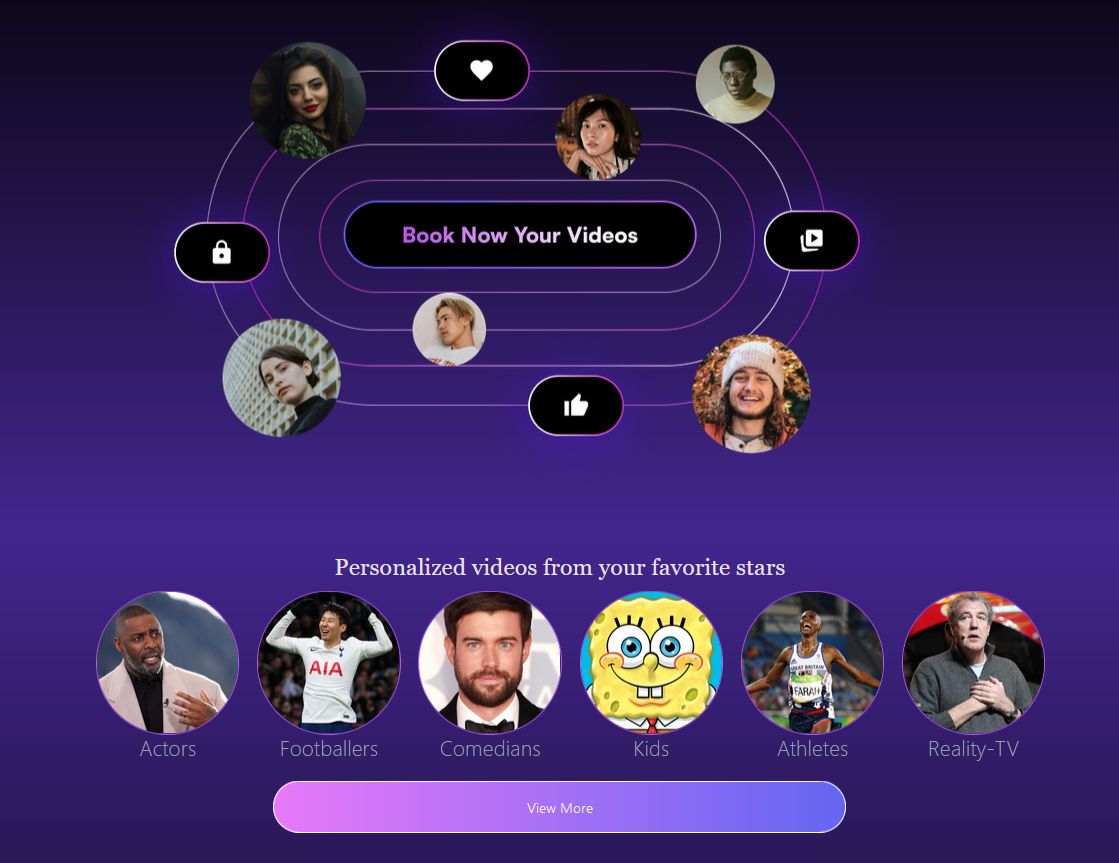 Book Now Your Videos
Personalized videos from your favorite stars
AIA
GREAT BRITAIN
FARAH
Actors
Footballers
Comedians
Kids
Athletes
Reality-TV
View More